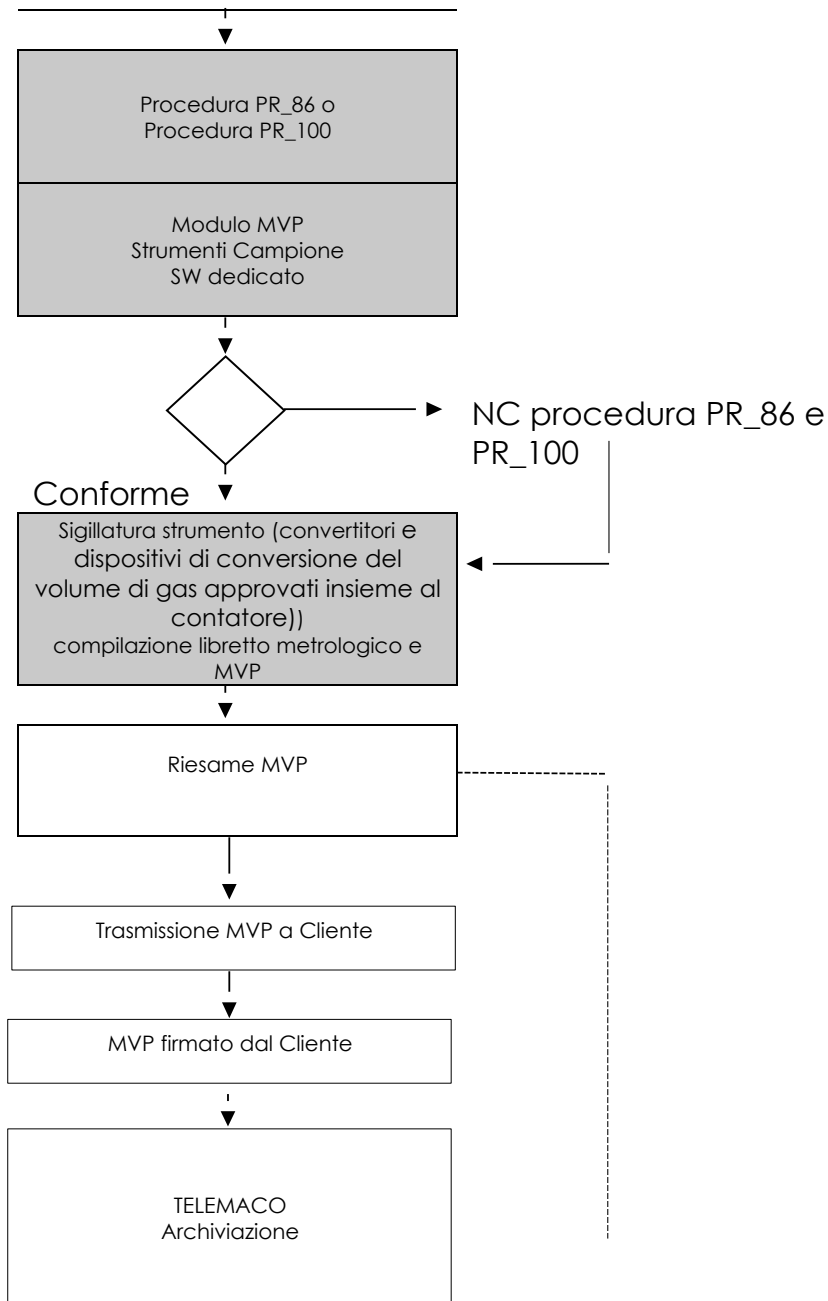 Procedura PR_86 o
Procedura PR_100
Modulo MVP
Strumenti Campione
SW dedicato
NC procedura PR_86 e
PR_100
Conforme
Sigillatura strumento (convertitori e
dispositivi di conversione del
volume di gas approvati insieme al
contatore))
compilazione libretto metrologico e
MVP
Riesame MVP
Trasmissione MVP a Cliente
MVP firmato dal Cliente
TELEMACO
Archiviazione